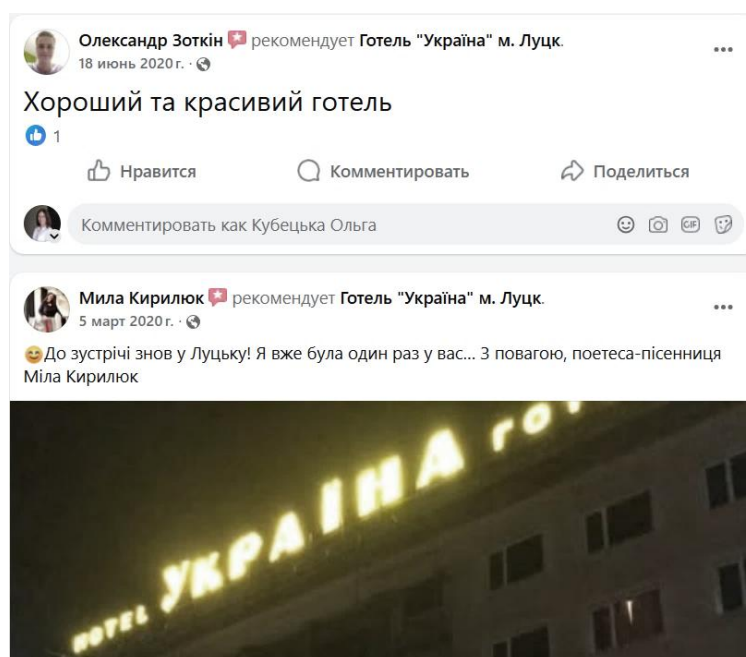 Олександр Зоткін рекомендует Готель "Україна" м. Луцк.
18 июнь 2020 г. ·
Хороший та красивий готель
1
Нравится Комментировать Поделиться
Комментировать как Кубецька Ольга
GIF
Мила Кирилюк рекомендует Готель "Україна" м. Луцк.
5 март 2020 г. ·
😊До зустрічі знов у Луцьку! Я вже була один раз у вас... З повагою, поетеса-пісенниця
Міла Кирилюк
HOTEL УКРАЇНА ГОТ